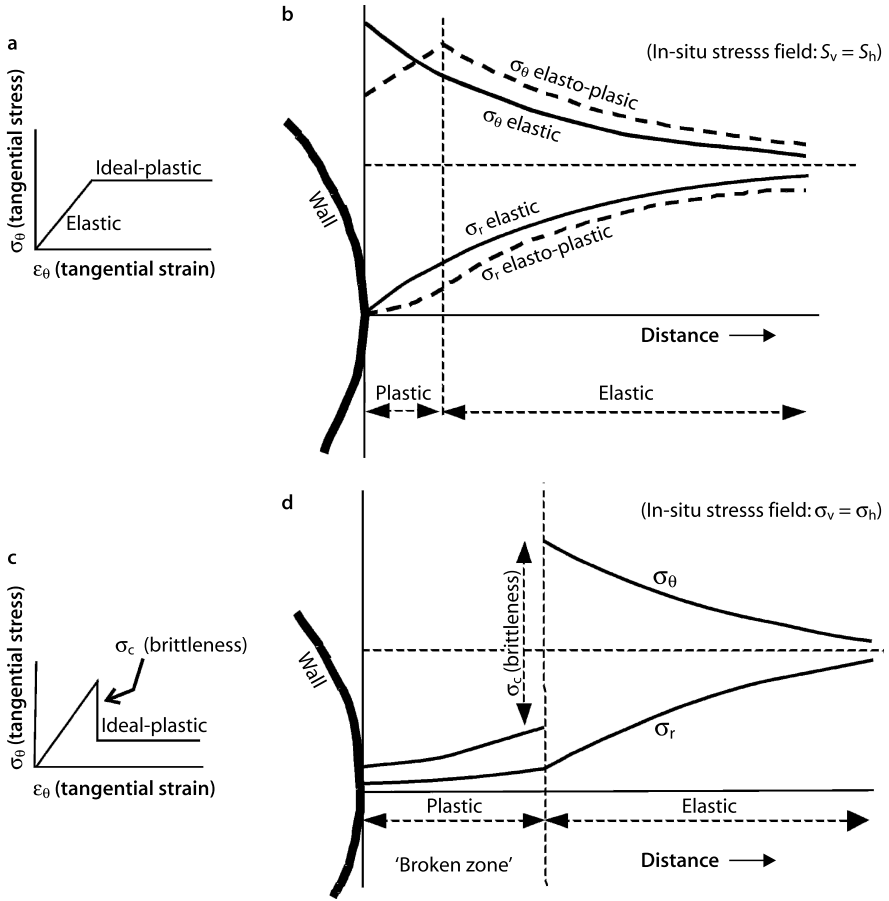 a
σθ (tangential stress)
Ideal-plastic
Elastic
εθ (tangential strain)
b
(In-situ stresss field: Sv = Sh)
σθ elasto-plasic
σθ elastic
Wall
σr elastic
σr elasto-plastic
Distance
Plastic
Elastic
c
σθ (tangential stress)
σc (brittleness)
Ideal-plastic
εθ (tangential strain)
d
(In-situ stresss field: σv = σh)
σθ
σc (brittleness)
Wall
σr
Plastic
Elastic
'Broken zone'
Distance